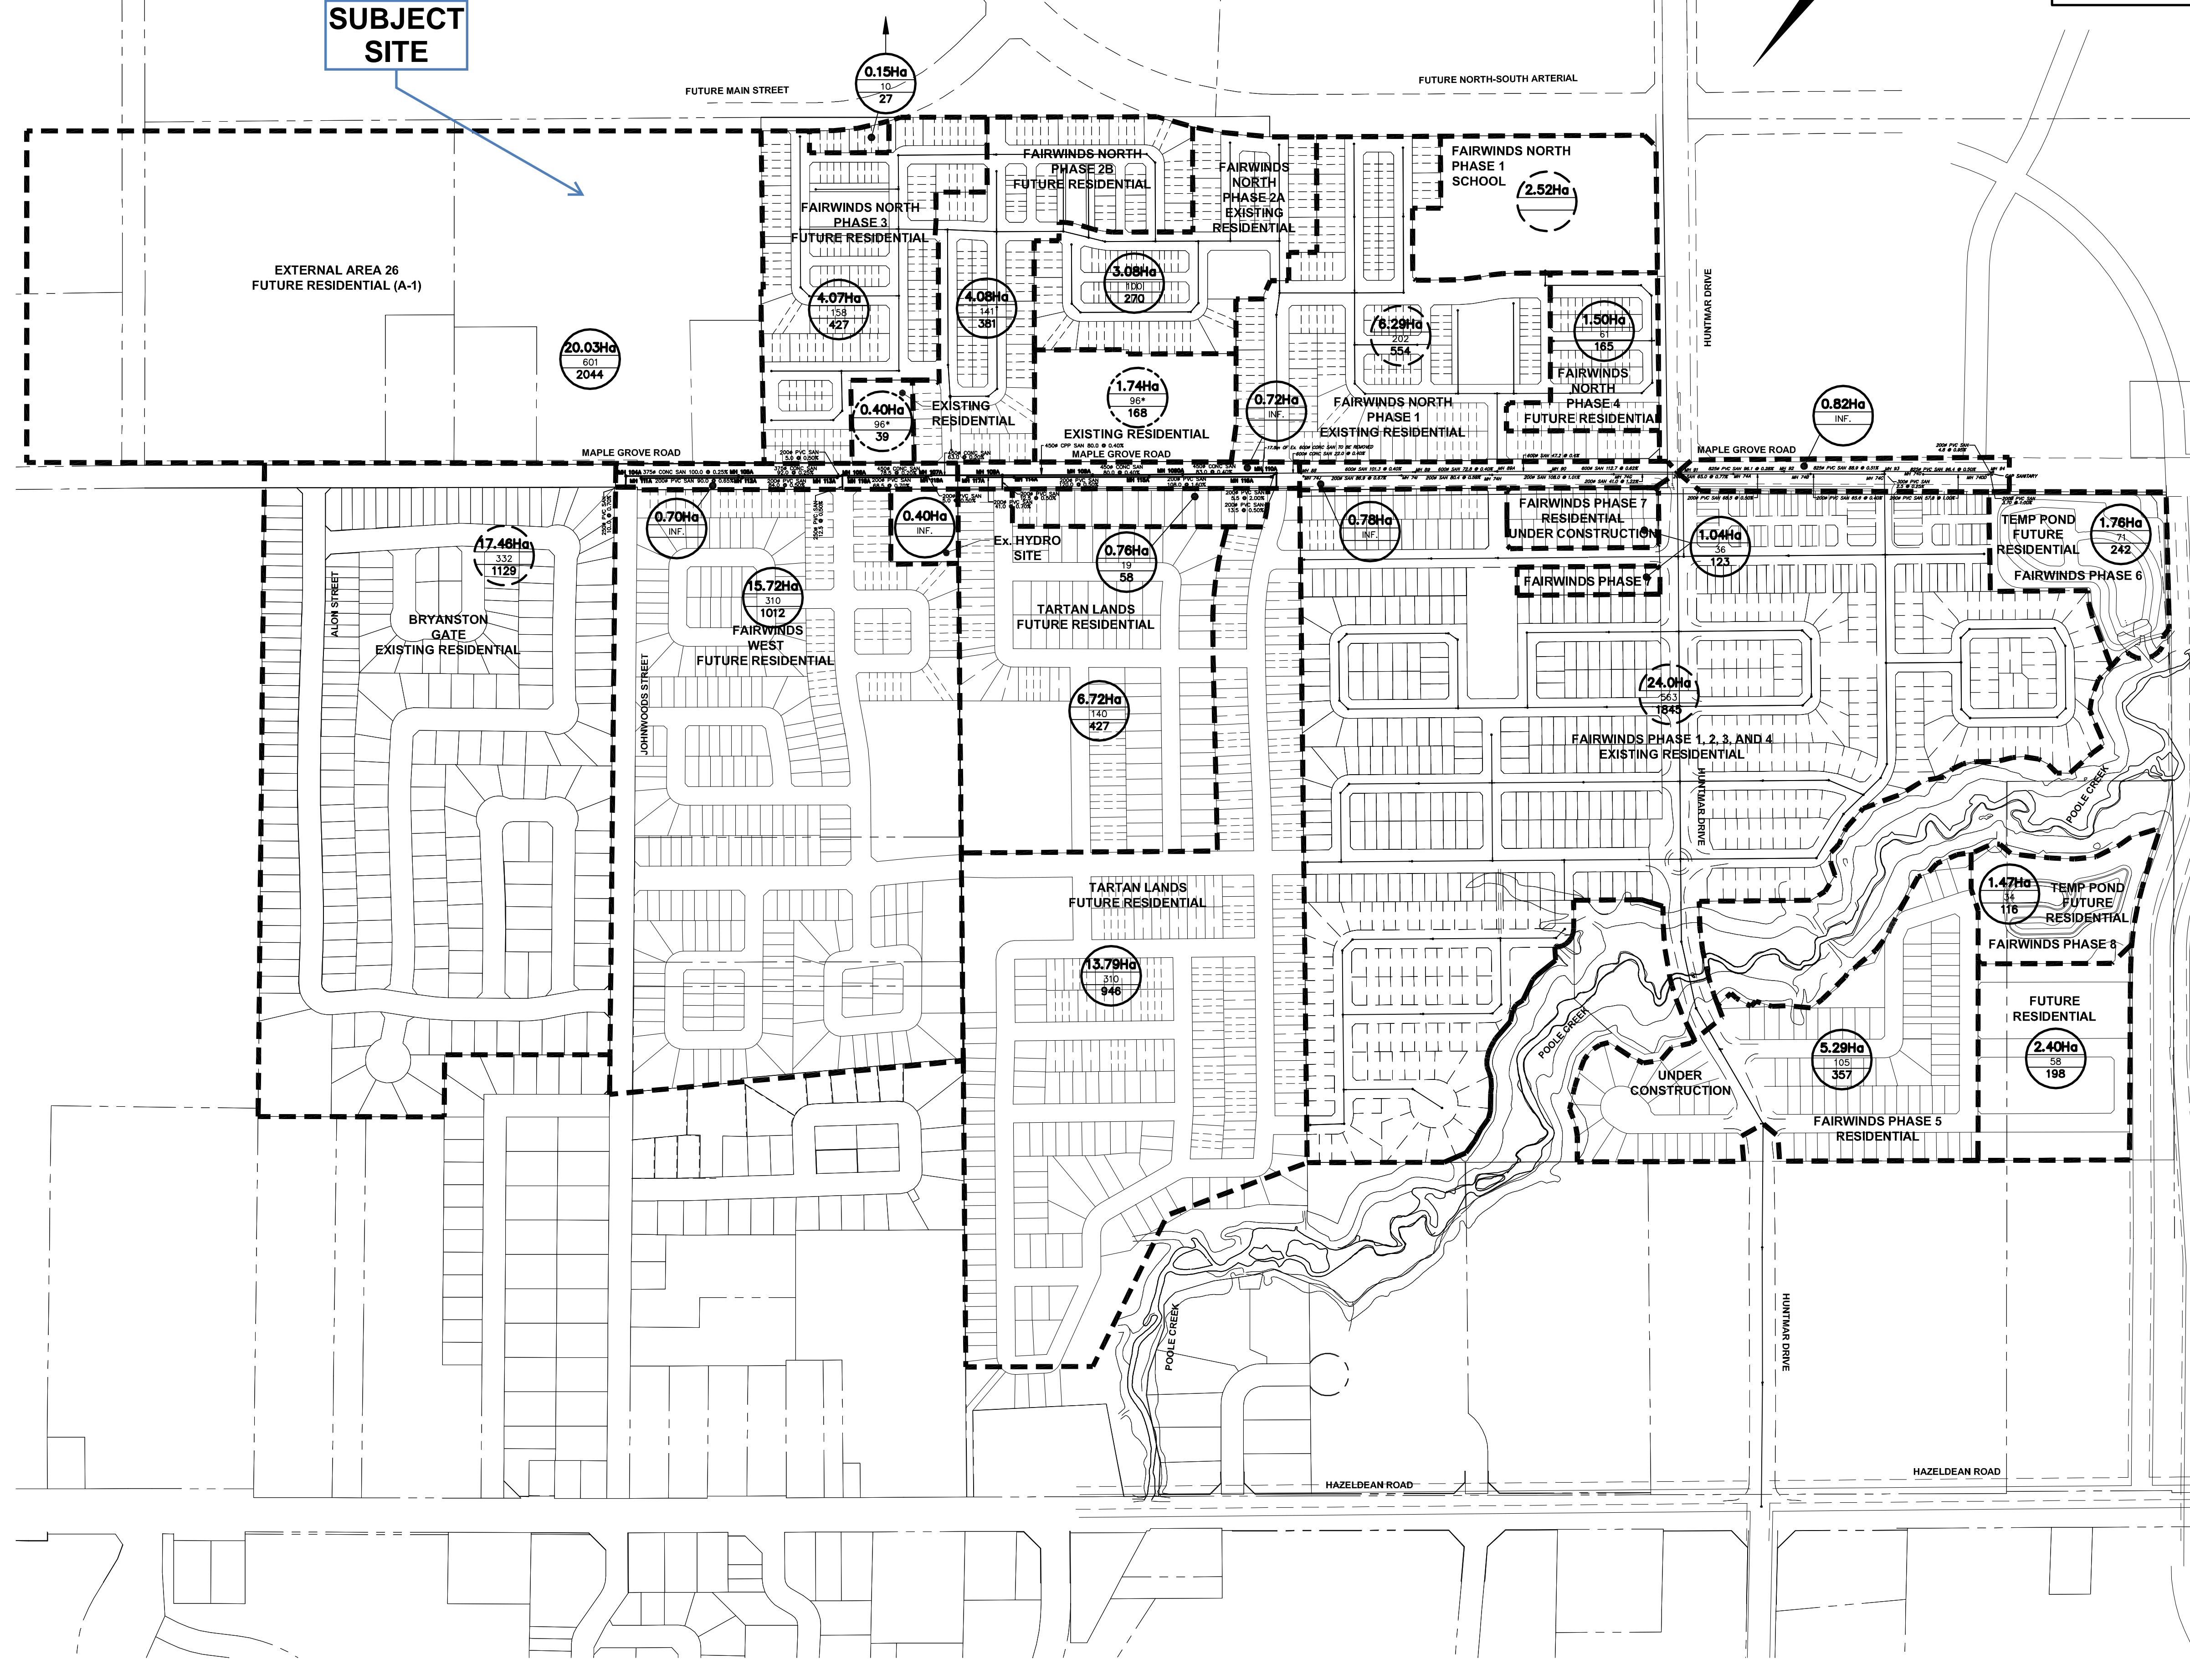 SUBJECT
SITE
FUTURE MAIN STREET
0.15Ha
10
27
FUTURE NORTH-SOUTH ARTERIAL
EXTERNAL AREA 26
FUTURE RESIDENTIAL (A-1)
20.03Ha
601
2044
FAIRWINDS NORTH
PHASE 3
FUTURE RESIDENTIAL
4.07Ha
158
427
FAIRWINDS NORTH
PHASE 2B
FUTURE RESIDENTIAL
4.08Ha
141
381
3.08Ha
100
270
FAIRWINDS
NORTH
PHASE 2A
EXISTING
RESIDENTIAL
FAIRWINDS NORTH
PHASE 1
SCHOOL
2.52Ha
6.29Ha
202
554
1.50Ha
61
165
FAIRWINDS
NORTH
PHASE 4
FUTURE RESIDENTIAL
HUNTMAR DRIVE
0.40Ha
96*
39
EXISTING
RESIDENTIAL
1.74Ha
96*
168
EXISTING RESIDENTIAL
0.72Ha
INF.
FAIRWINDS NORTH
PHASE 1
EXISTING RESIDENTIAL
0.82Ha
INF.
MAPLE GROVE ROAD
MAPLE GROVE ROAD
MAPLE GROVE ROAD
17.46Ha
332
1129
ALON STREET
BRYANSTON
GATE
EXISTING RESIDENTIAL
0.70Ha
INF.
15.72Ha
310
1012
FAIRWINDS
WEST
FUTURE RESIDENTIAL
JOHNWOODS STREET
0.40Ha
INF.
Ex. HYDRO
SITE
0.76Ha
19
58
TARTAN LANDS
FUTURE RESIDENTIAL
6.72Ha
140
427
0.78Ha
INF.
FAIRWINDS PHASE 7
RESIDENTIAL
UNDER CONSTRUCTION
1.04Ha
36
123
FAIRWINDS PHASE 7
TEMP POND
FUTURE
RESIDENTIAL
1.76Ha
71
242
FAIRWINDS PHASE 6
24.0Ha
563
1845
FAIRWINDS PHASE 1, 2, 3, AND 4
EXISTING RESIDENTIAL
HUNTMAR DRIVE
POOLE CREEK
TARTAN LANDS
FUTURE RESIDENTIAL
13.79Ha
310
946
1.47Ha
34
116
TEMP POND
FUTURE
RESIDENTIAL
FAIRWINDS PHASE 8
FUTURE
RESIDENTIAL
2.40Ha
58
198
POOLE CREEK
UNDER
CONSTRUCTION
5.29Ha
105
357
FAIRWINDS PHASE 5
RESIDENTIAL
POOLE CREEK
HUNTMAR DRIVE
HAZELDEAN ROAD
HAZELDEAN ROAD